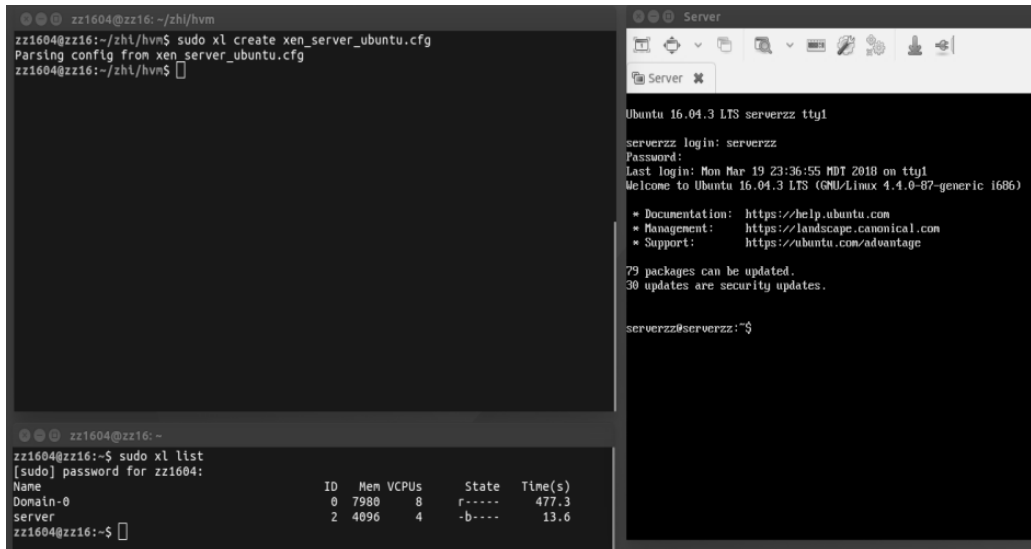 zz1604@zz16: ~/zhi/hvm
zz1604@zz16:~/zhi/hvm$ sudo xl create xen_server_ubuntu.cfg
Parsing config from xen_server_ubuntu.cfg
zz1604@zz16:~/zhi/hvm$
zz1604@zz16: ~
zz1604@zz16:~$ sudo xl list
[sudo] password for zz1604:
Name ID Mem VCPUs State Time(s)
Domain-0 0 7980 8 r----- 477.3
server 2 4096 4 -b---- 13.6
zz1604@zz16:~$
Server
Server
Ubuntu 16.04.3 LTS serverzz tty1
serverzz login: serverzz
Password:
Last login: Mon Mar 19 23:36:55 MDT 2018 on tty1
Welcome to Ubuntu 16.04.3 LTS (GNU/Linux 4.4.0-87-generic i686)
* Documentation: https://help.ubuntu.com
* Management: https://landscape.canonical.com
* Support: https://ubuntu.com/advantage
79 packages can be updated.
30 updates are security updates.
serverzz@serverzz:~$